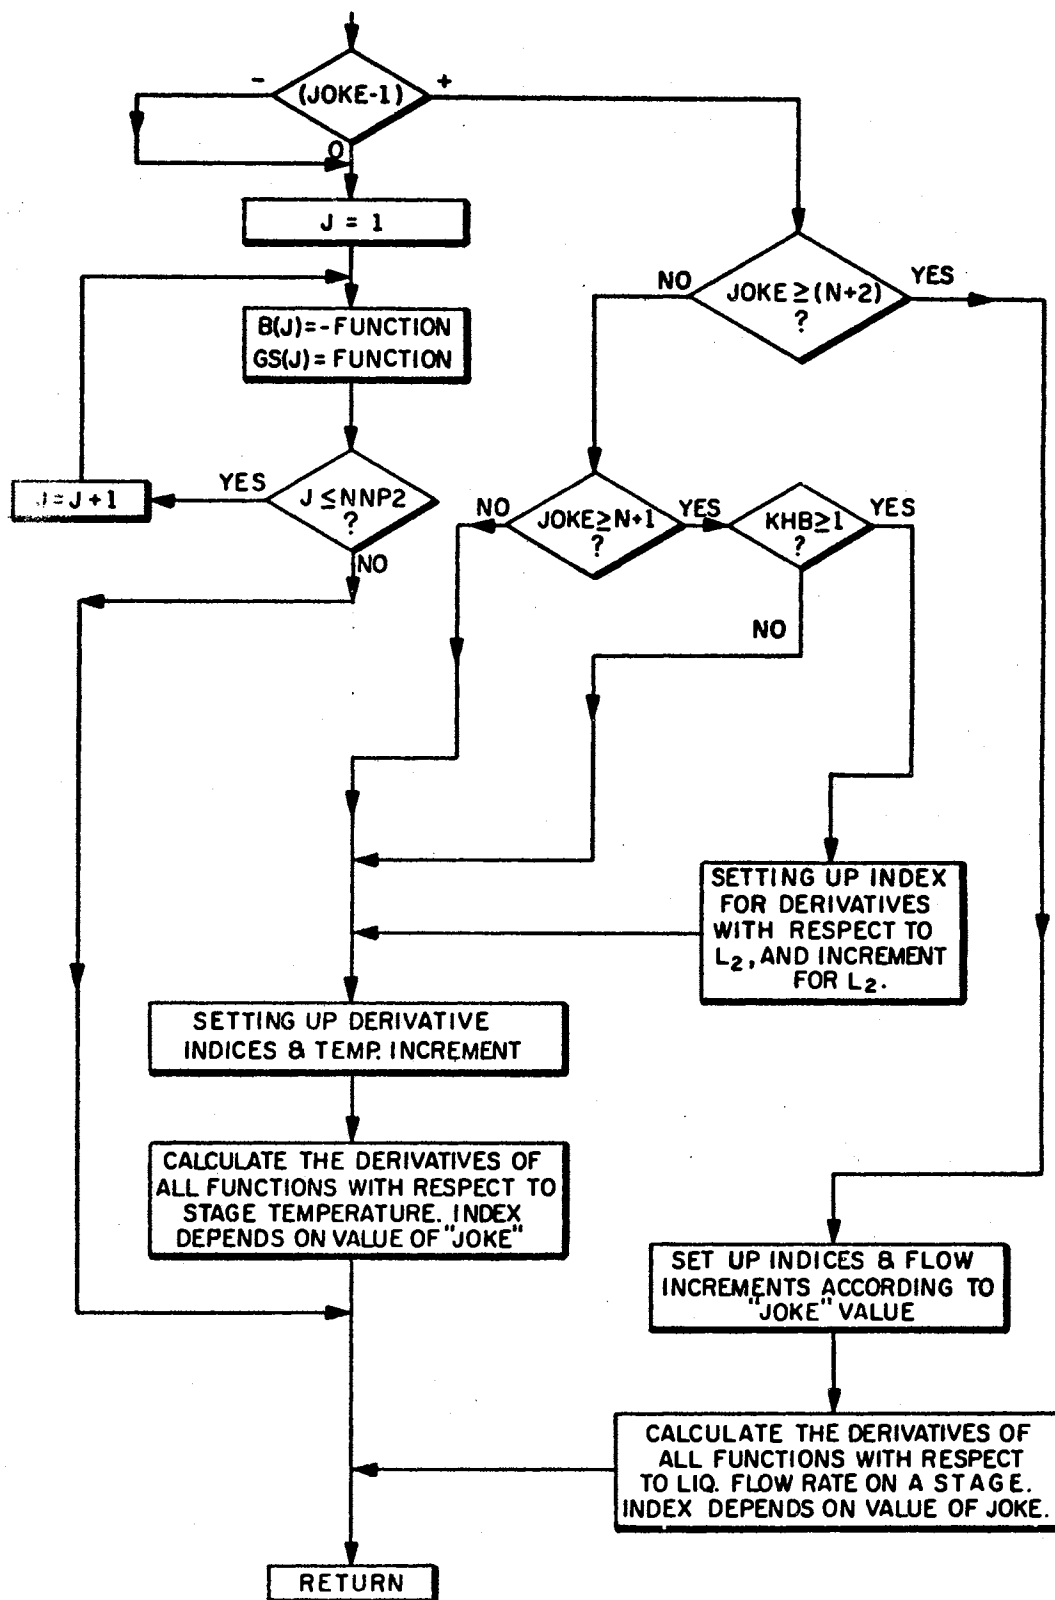 -
(JOKE-1)
+
0
J = 1
B(J)=-FUNCTION
GS(J)= FUNCTION
J = J+1
YES
J ≤ NNP2
?
NO
NO
JOKE ≥ (N+2)
?
YES
NO
JOKE ≥ N+1
?
YES
KHB ≥ 1
?
YES
NO
SETTING UP INDEX
FOR DERIVATIVES
WITH RESPECT TO
L₂, AND INCREMENT
FOR L₂.
SETTING UP DERIVATIVE
INDICES & TEMP. INCREMENT
CALCULATE THE DERIVATIVES OF
ALL FUNCTIONS WITH RESPECT TO
STAGE TEMPERATURE. INDEX
DEPENDS ON VALUE OF "JOKE"
SET UP INDICES & FLOW
INCREMENTS ACCORDING TO
"JOKE" VALUE
CALCULATE THE DERIVATIVES OF
ALL FUNCTIONS WITH RESPECT
TO LIQ. FLOW RATE ON A STAGE.
INDEX DEPENDS ON VALUE OF JOKE.
RETURN